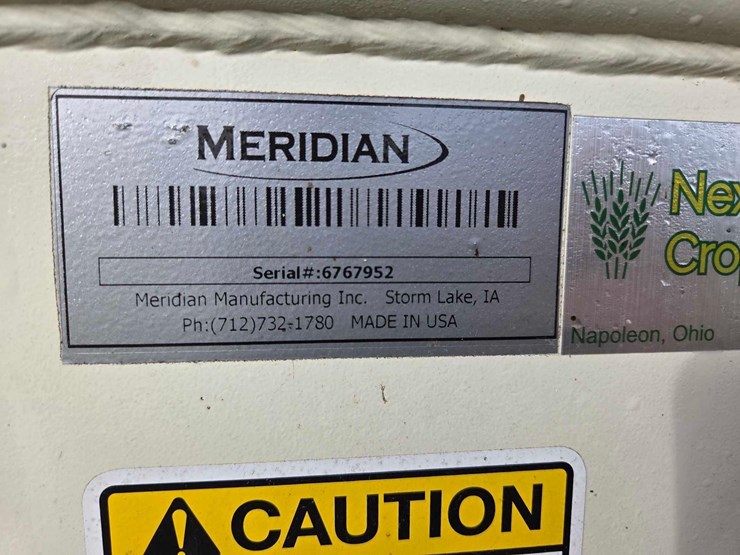 MERIDIAN
Serial#:6767952
Meridian Manufacturing Inc. Storm Lake, IA
Ph:(712)732-1780 MADE IN USA
Nex
Cro
Napoleon, Ohio
CAUTION